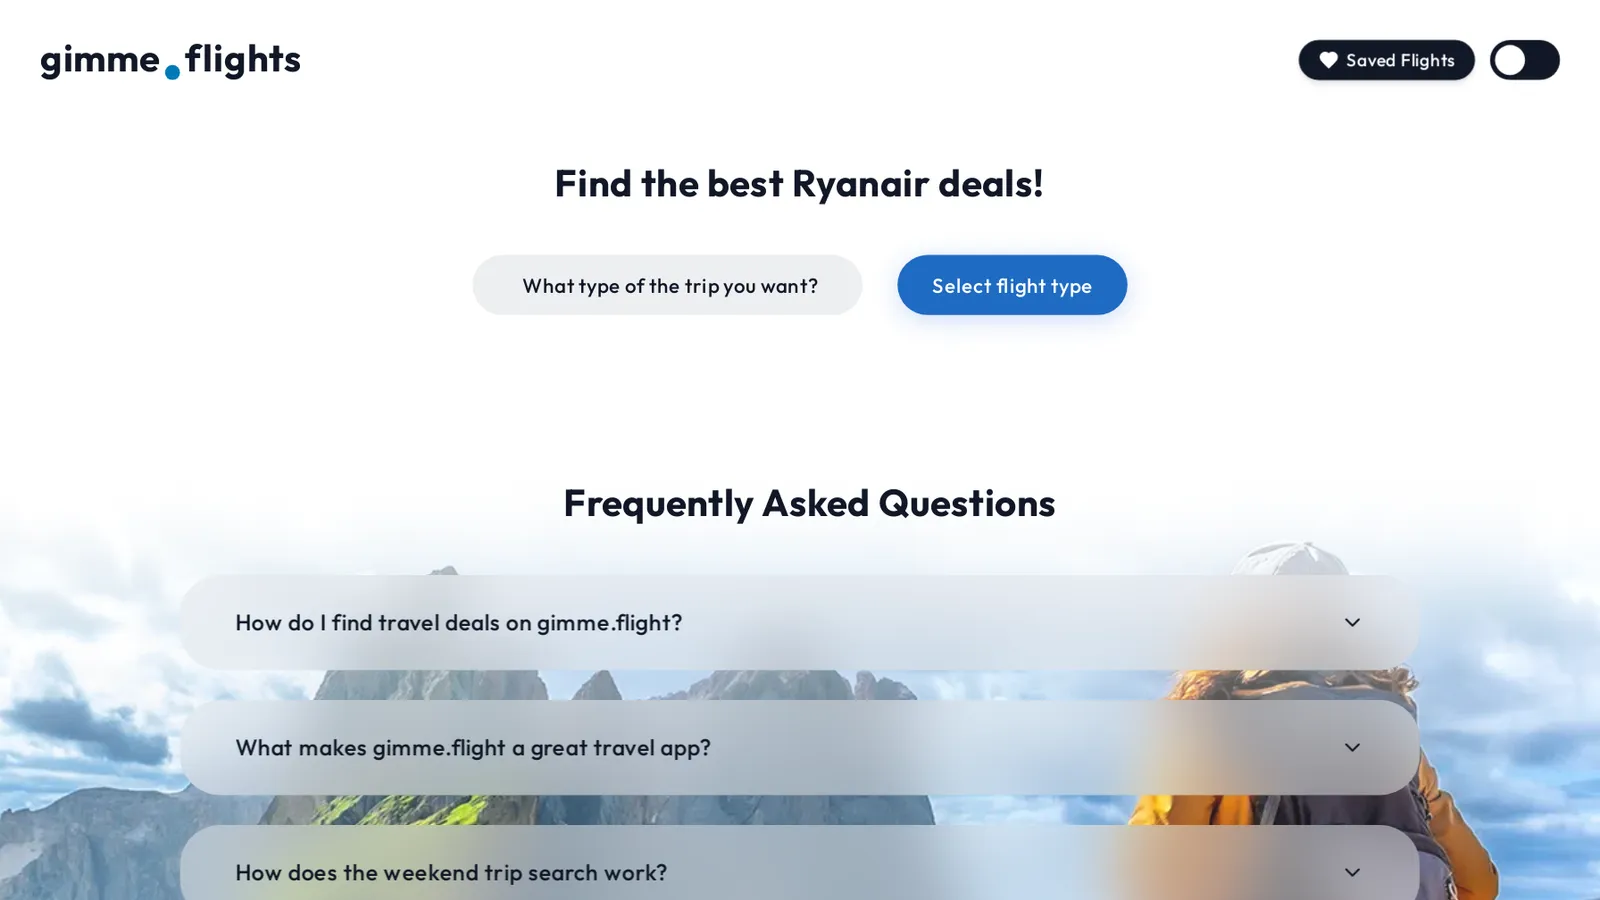 gimme.flights
Saved Flights
Find the best Ryanair deals!
What type of the trip you want?
Select flight type
Frequently Asked Questions
How do I find travel deals on gimme.flight?
What makes gimme.flight a great travel app?
How does the weekend trip search work?